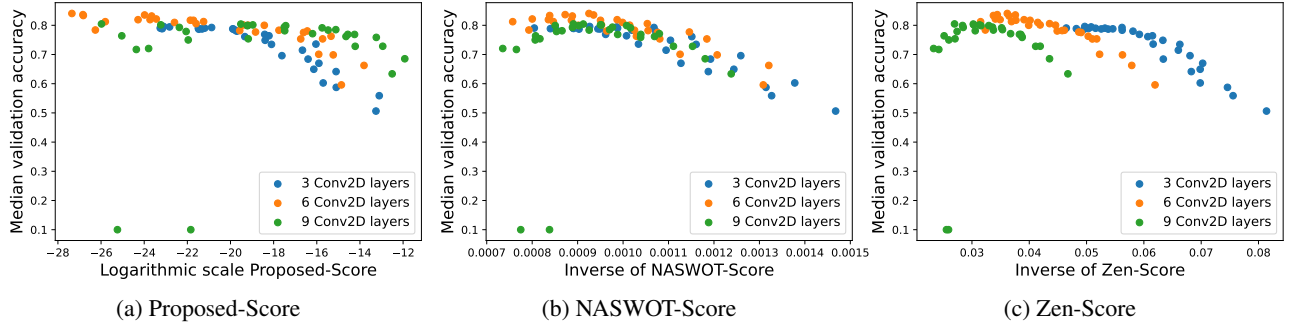 Median validation accuracy
0.8
0.7
0.6
0.5
0.4
0.3
0.2
0.1
−28 −26 −24 −22 −20 −18 −16 −14 −12
Logarithmic scale Proposed-Score
3 Conv2D layers
6 Conv2D layers
9 Conv2D layers
(a) Proposed-Score
Median validation accuracy
0.8
0.7
0.6
0.5
0.4
0.3
0.2
0.1
0.0007 0.0008 0.0009 0.0010 0.0011 0.0012 0.0013 0.0014 0.0015
Inverse of NASWOT-Score
3 Conv2D layers
6 Conv2D layers
9 Conv2D layers
(b) NASWOT-Score
Median validation accuracy
0.8
0.7
0.6
0.5
0.4
0.3
0.2
0.1
0.03 0.04 0.05 0.06 0.07 0.08
Inverse of Zen-Score
3 Conv2D layers
6 Conv2D layers
9 Conv2D layers
(c) Zen-Score